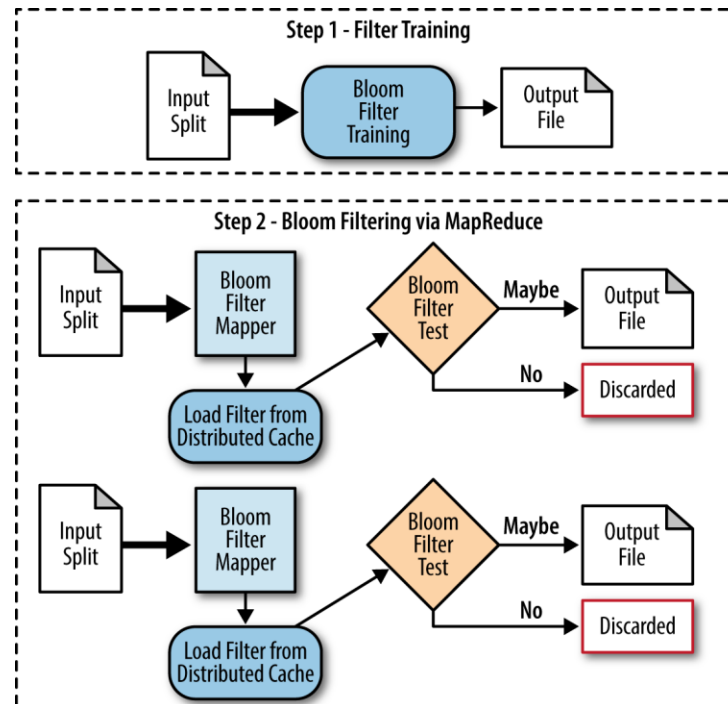 Step 1 - Filter Training
Input
Split
Bloom
Filter
Training
Output
File
Step 2 - Bloom Filtering via MapReduce
Input
Split
Bloom
Filter
Mapper
Load Filter from
Distributed Cache
Bloom
Filter
Test
Maybe
Output
File
No
Discarded
Input
Split
Bloom
Filter
Mapper
Load Filter from
Distributed Cache
Bloom
Filter
Test
Maybe
Output
File
No
Discarded